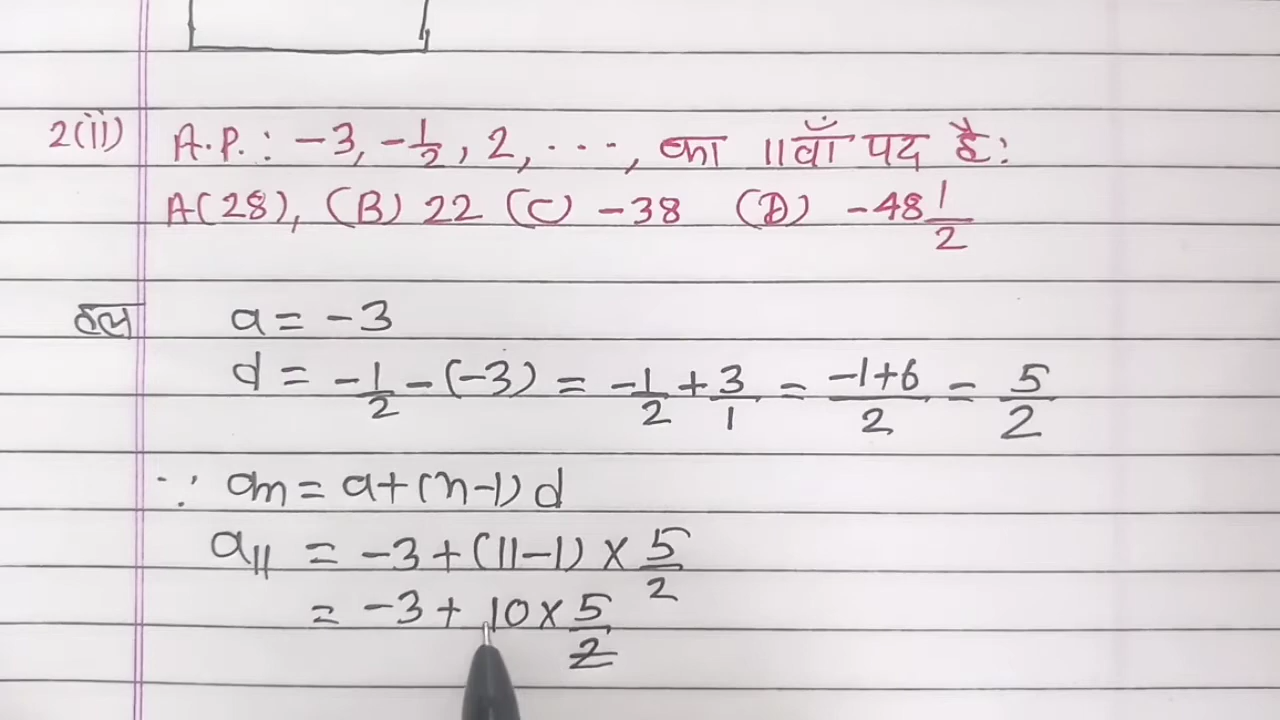 2(ii) A.P.: -3, -1/2, 2, ..., का 11वाँ पद है:
A(28), (B) 22 (C) -38 (D) -48 1/2
हल a = -3
d = -1/2 - (-3) = -1/2 + 3/1 = -1+6/2 = 5/2
∵ an = a+(n-1)d
a11 = -3+(11-1) × 5/2
= -3+ 10 × 5/2